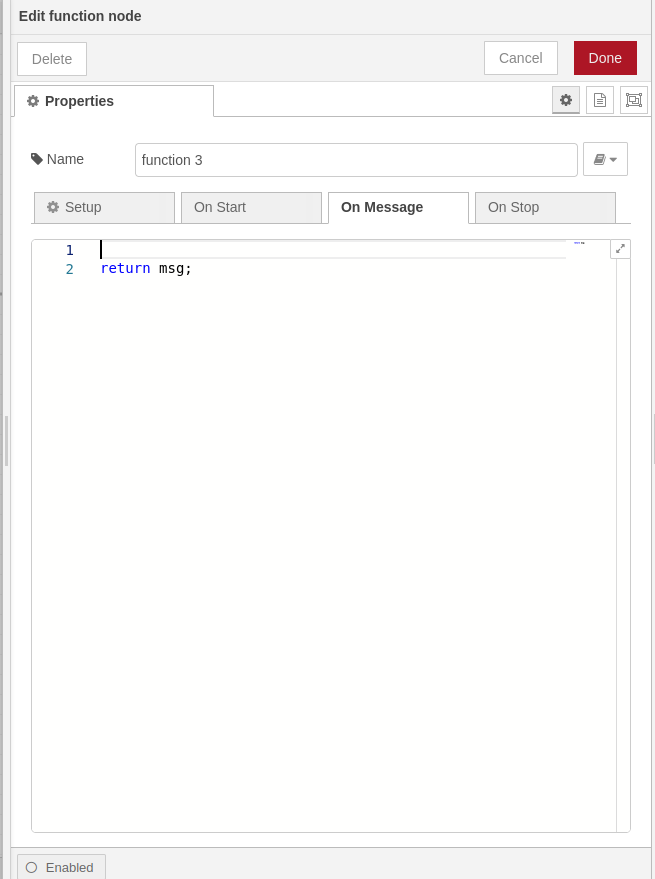 Edit function node
Delete
Cancel
Done
Properties
Name
function 3
Setup
On Start
On Message
On Stop
1
2 return msg;
Enabled